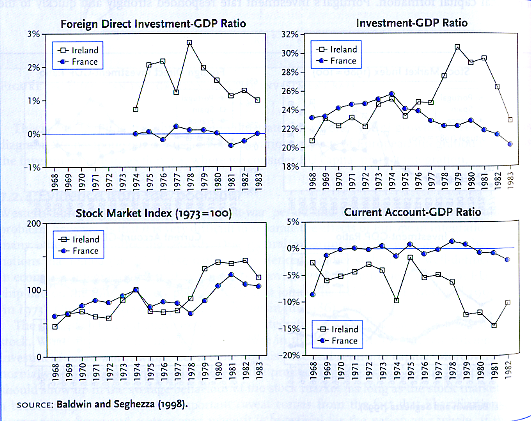 Foreign Direct Investment-GDP Ratio
3%
2%
1%
0%
-1%
Ireland
France
1968 1969 1970 1971 1972 1973 1974 1975 1976 1977 1978 1979 1980 1981 1982 1983
Investment-GDP Ratio
32%
30%
28%
26%
24%
22%
20%
18%
Ireland
France
1968 1969 1970 1971 1972 1973 1974 1975 1976 1977 1978 1979 1980 1981 1982 1983
Stock Market Index (1973=100)
200
100
0
Ireland
France
1968 1969 1970 1971 1972 1973 1974 1975 1976 1977 1978 1979 1980 1981 1982 1983
Current Account-GDP Ratio
5%
0%
-5%
-10%
-15%
-20%
Ireland
France
1968 1969 1970 1971 1972 1973 1974 1975 1976 1977 1978 1979 1980 1981 1982
SOURCE: Baldwin and Seghezza (1998).